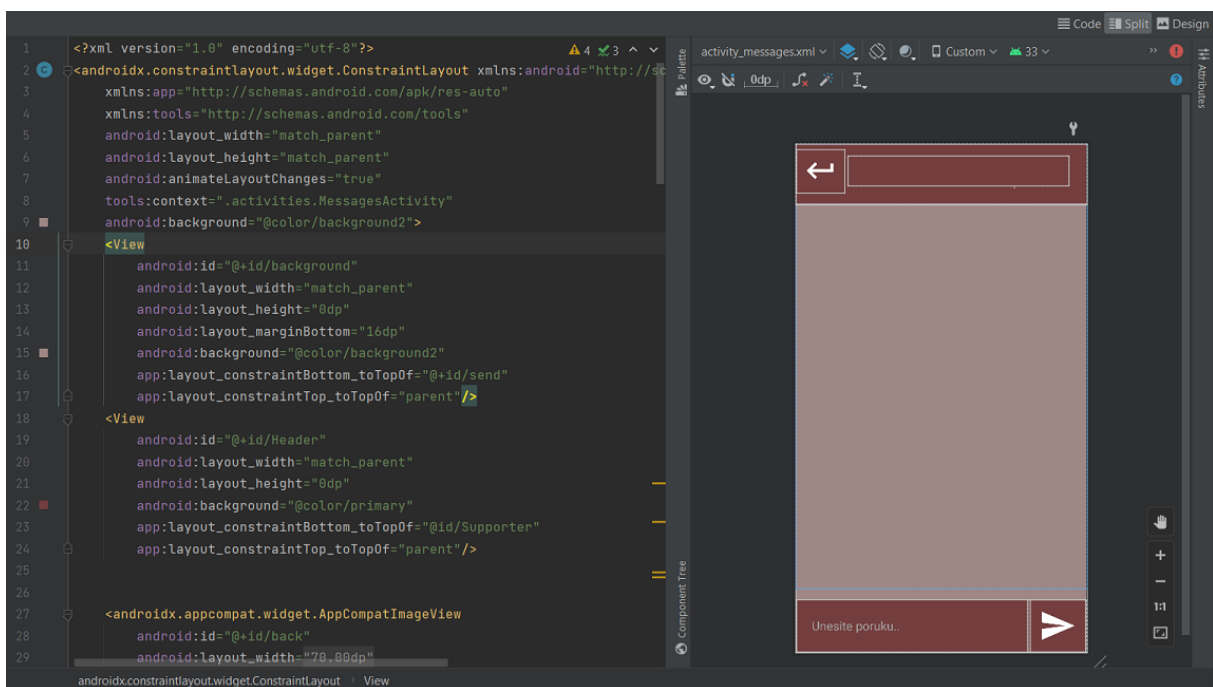 Code Split Design
1 <?xml version="1.0" encoding="utf-8"?> 4 3
2 <androidx.constraintlayout.widget.ConstraintLayout xmlns:android="http://sc
3 xmlns:app="http://schemas.android.com/apk/res-auto"
4 xmlns:tools="http://schemas.android.com/tools"
5 android:layout_width="match_parent"
6 android:layout_height="match_parent"
7 android:animateLayoutChanges="true"
8 tools:context=".activities.MessagesActivity"
9 android:background="@color/background2">
10 <View
11 android:id="@+id/background"
12 android:layout_width="match_parent"
13 android:layout_height="0dp"
14 android:layout_marginBottom="16dp"
15 android:background="@color/background2"
16 app:layout_constraintBottom_toTopOf="@+id/send"
17 app:layout_constraintTop_toTopOf="parent"/>
18 <View
19 android:id="@+id/Header"
20 android:layout_width="match_parent"
21 android:layout_height="0dp"
22 android:background="@color/primary"
23 app:layout_constraintBottom_toTopOf="@id/Supporter"
24 app:layout_constraintTop_toTopOf="parent"/>
25
26
27 <androidx.appcompat.widget.AppCompatImageView
28 android:id="@+id/back"
29 android:layout_width="70.00dp"
androidx.constraintlayout.widget.ConstraintLayout › View
Palette
Component Tree
activity_messages.xml Custom 33 »
0dp
Attributes
Unesite poruku..
1:1